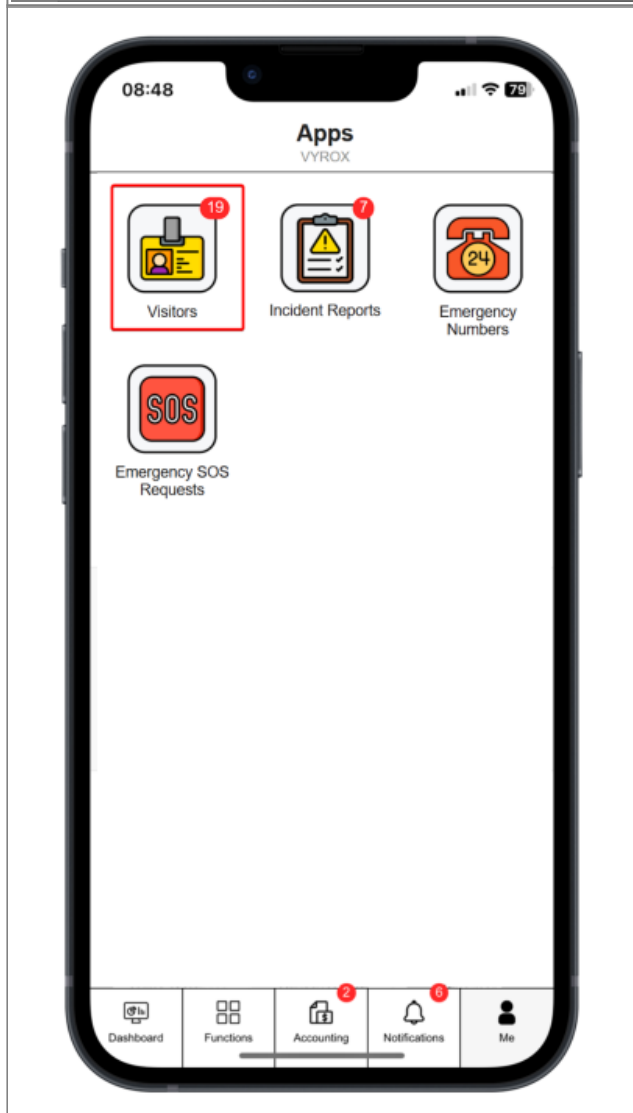 08:48
79
Apps
VYROX
19
7
24
Visitors
Incident Reports
Emergency
Numbers
SOS
Emergency SOS
Requests
2
6
$
Dashboard
Functions
Accounting
Notifications
Me